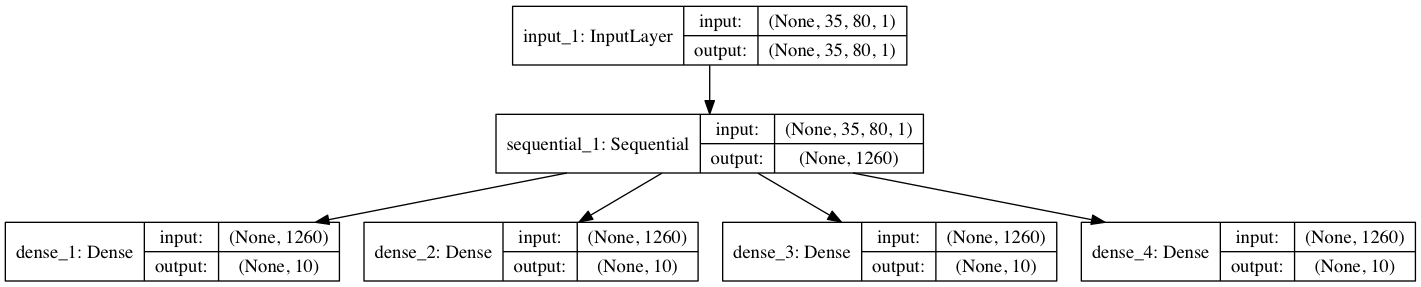 input_1: InputLayer
input: (None, 35, 80, 1)
output: (None, 35, 80, 1)
sequential_1: Sequential
input: (None, 35, 80, 1)
output: (None, 1260)
dense_1: Dense
input: (None, 1260)
output: (None, 10)
dense_2: Dense
input: (None, 1260)
output: (None, 10)
dense_3: Dense
input: (None, 1260)
output: (None, 10)
dense_4: Dense
input: (None, 1260)
output: (None, 10)